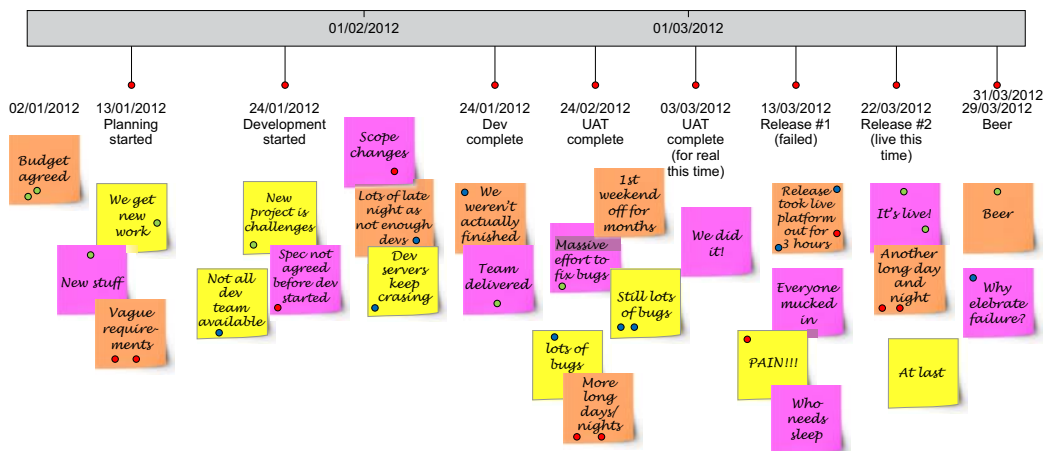 01/02/2012
01/03/2012
02/01/2012
13/01/2012
Planning
started
24/01/2012
Development
started
24/01/2012
Dev
complete
24/02/2012
UAT
complete
03/03/2012
UAT
complete
(for real
this time)
13/03/2012
Release #1
(failed)
22/03/2012
Release #2
(live this
time)
31/03/2012
29/03/2012
Beer
Budget
agreed
We get
new
work
New stuff
Vague
require-
ments
New
project is
challenges
Not all
dev
team
available
Spec not
agreed
before dev
started
Scope
changes
Lots of late
night as
not enough
devs
Dev
servers
keep
crasing
We
weren't
actually
finished
Team
delivered
1st
weekend
off for
months
Massive
effort to
fix bugs
Still lots
of bugs
lots of
bugs
More
long
days/
nights
We did
it!
Release
took live
platform
out for
3 hours
Everyone
mucked
in
PAIN!!!
Who
needs
sleep
It's live!
Another
long day
and
night
At last
Beer
Why
elebrate
failure?